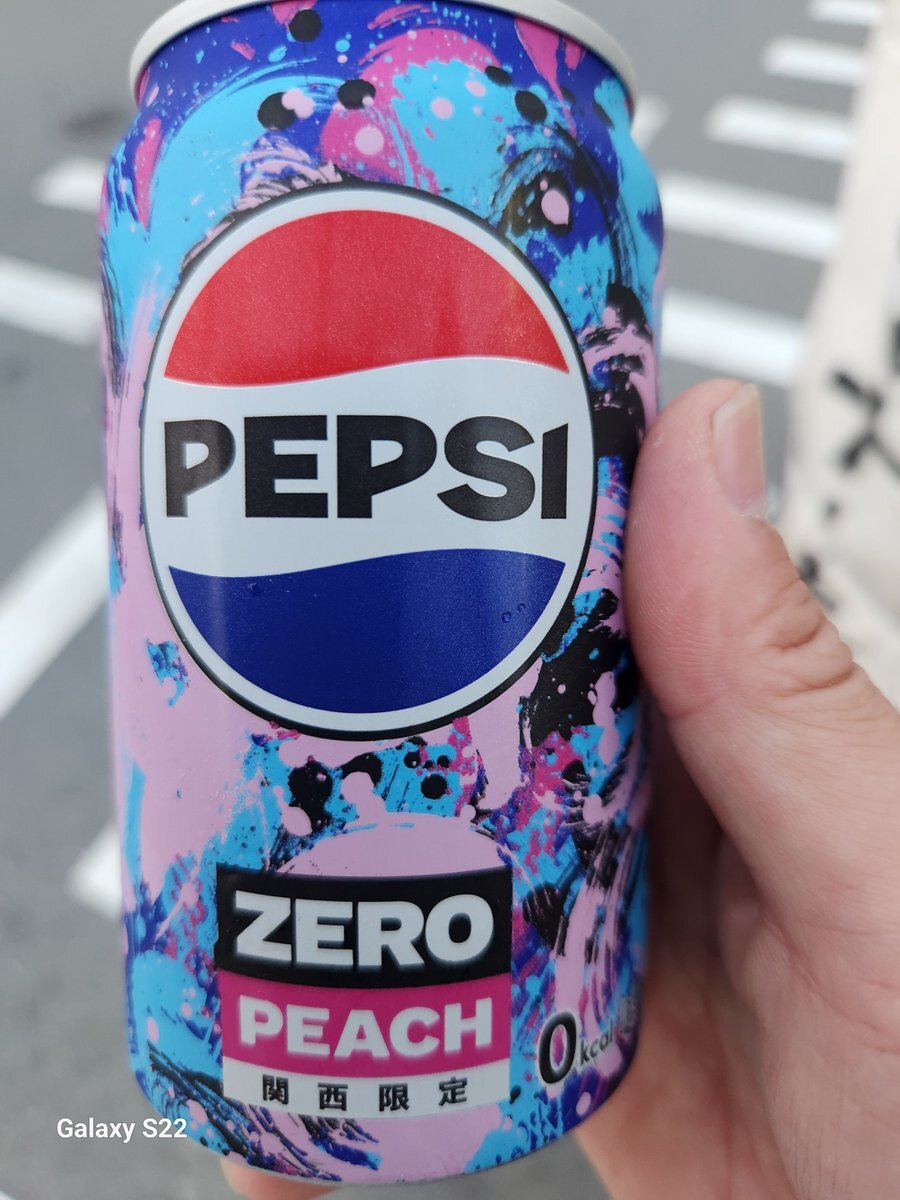 PEPSI
ZERO
PEACH
関西限定
0kcal
Galaxy S22